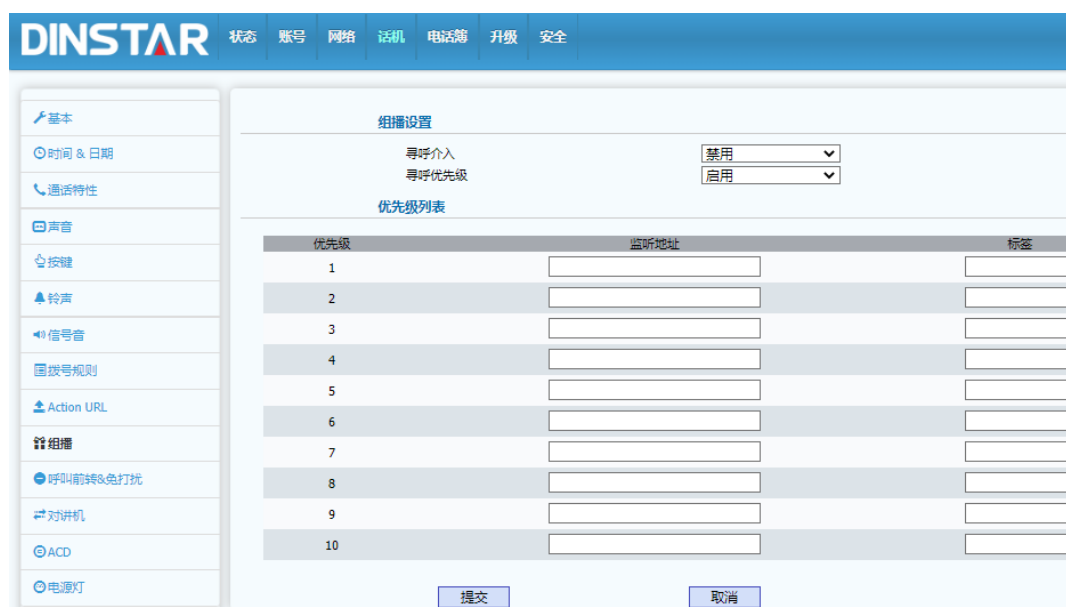 DINSTAR 状态 账号 网络 话机 电话簿 升级 安全
基本
时间 & 日期
通话特性
声音
按键
铃声
信号音
拨号规则
Action URL
组播
呼叫前转&免打扰
对讲机
ACD
电源灯
组播设置
寻呼介入 禁用
寻呼优先级 启用
优先级列表
优先级 监听地址 标签
1
2
3
4
5
6
7
8
9
10
提交 取消